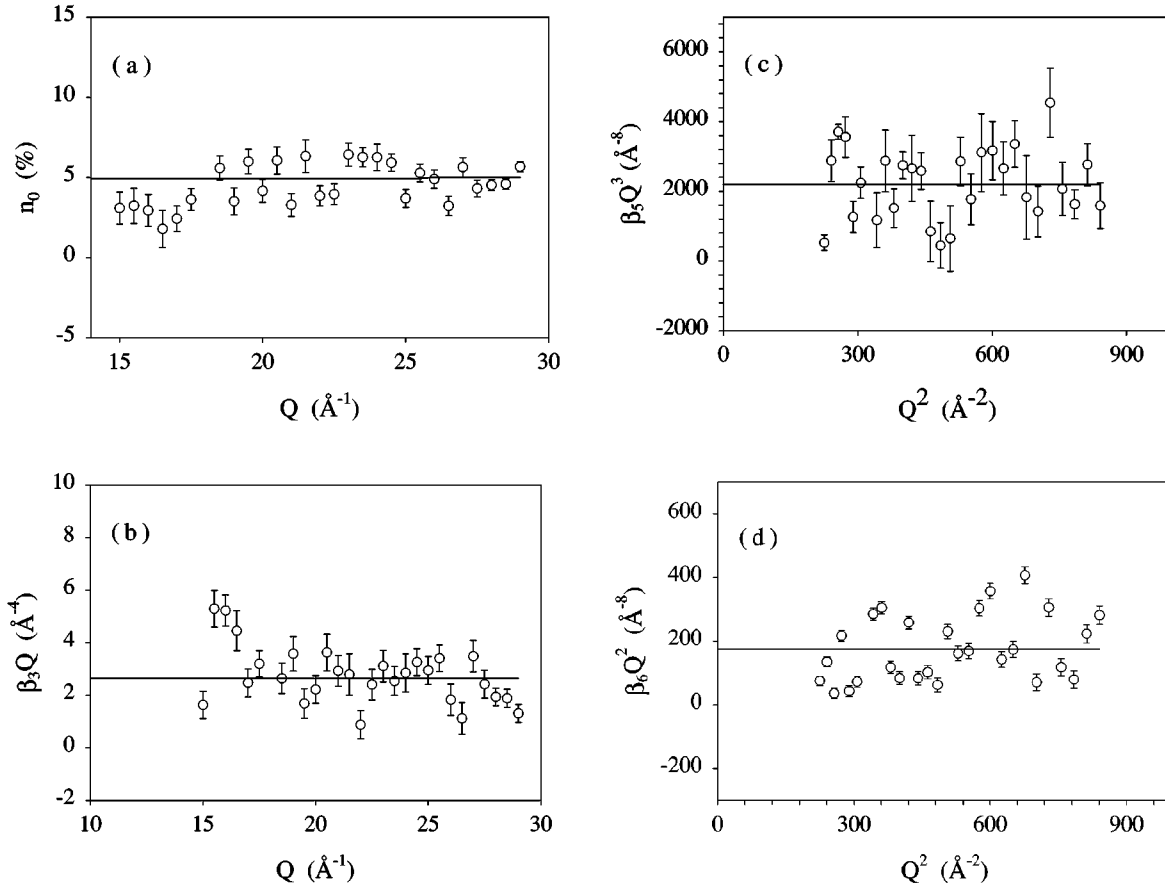 15
10
5
0
-5
n₀ (%)
(a)
15 20 25 30
Q (Å⁻¹)
6000
4000
2000
0
-2000
β₅Q³ (Å⁻⁸)
(c)
0 300 600 900
Q² (Å⁻²)
10
8
6
4
2
0
-2
β₃Q (Å⁻⁴)
(b)
10 15 20 25 30
Q (Å⁻¹)
600
400
200
0
-200
β₆Q² (Å⁻⁸)
(d)
0 300 600 900
Q² (Å⁻²)